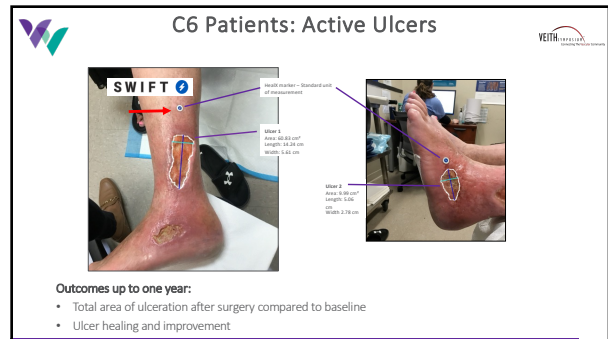 C6 Patients: Active Ulcers
VEITHSYMPOSIUM
SWIFT
HealX marker – Standard unit
of measurement
Ulcer 1
Area: 60.83 cm²
Length: 14.24 cm
Width: 5.61 cm
Ulcer 2
Area: 9.99 cm²
Length: 5.06
cm
Width 2.78 cm
Outcomes up to one year:
• Total area of ulceration after surgery compared to baseline
• Ulcer healing and improvement